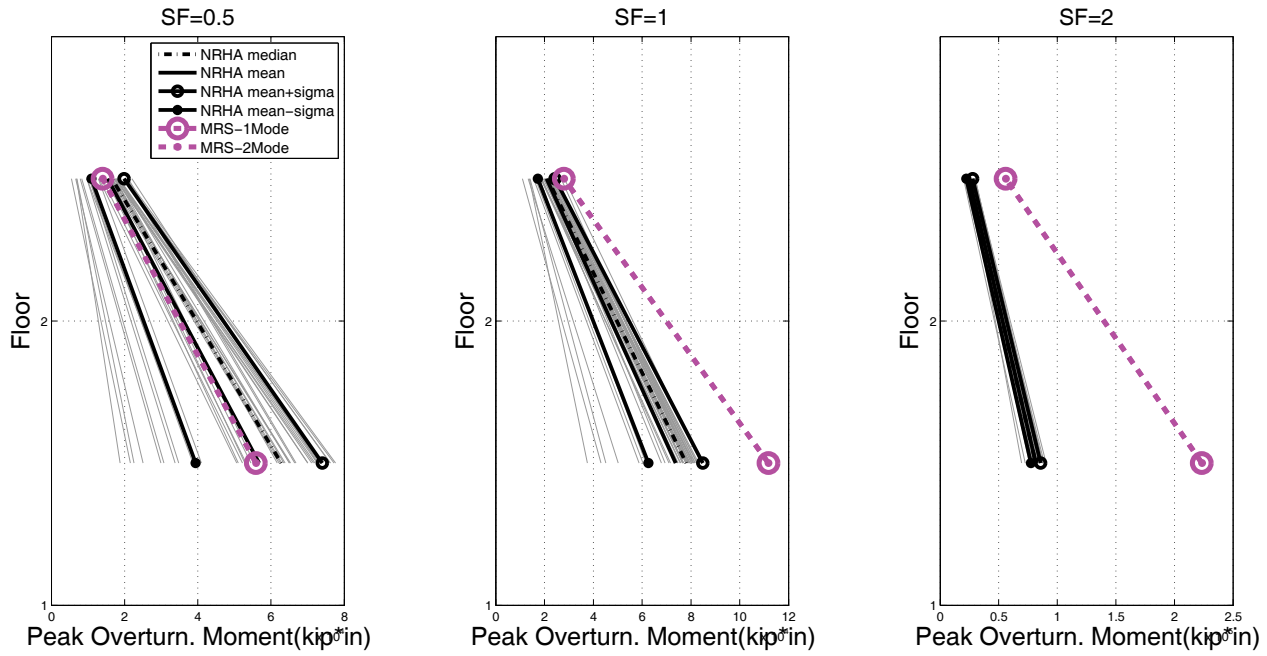 SF=0.5
NRHA median
NRHA mean
NRHA mean+sigma
NRHA mean-sigma
MRS-1Mode
MRS-2Mode
Floor
2
1
0 2 4 6 8
Peak Overturn. Moment(kip*in)
SF=1
Floor
2
1
0 2 4 6 8 10 12
Peak Overturn. Moment(kip*in)
SF=2
Floor
2
1
0 0.5 1 1.5 2 2.5
Peak Overturn. Moment(kip*in)